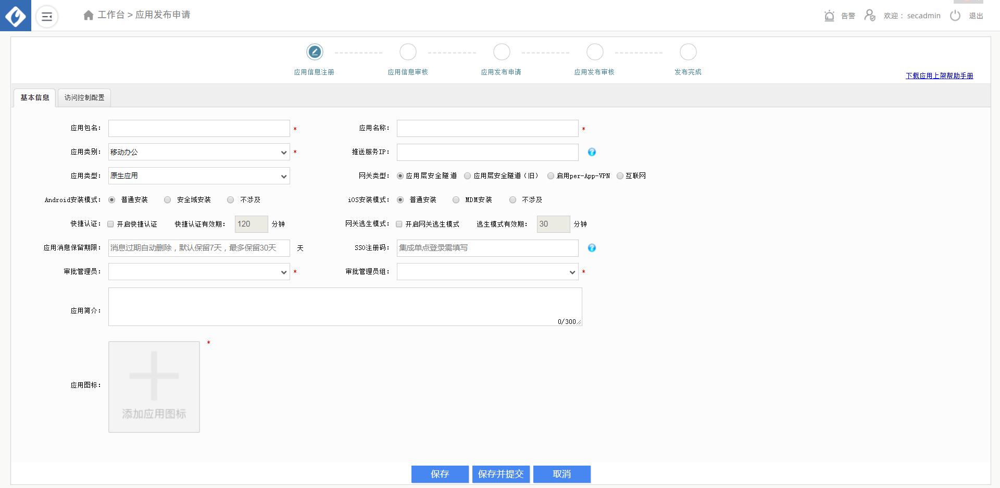 工作台 > 应用发布申请
告警 欢迎： secadmin 退出
应用信息注册 应用信息审核 应用发布申请 应用发布审核 发布完成
下载应用上架帮助手册
基本信息 访问控制配置
应用包名： * 应用名称： *
应用类别： 移动办公 * 推送服务IP： ?
应用类型： 原生应用 网关类型： 应用层安全隧道 应用层安全隧道（旧） 启用per-App-VPN 互联网
Android安装模式： 普通安装 安全域安装 不涉及 iOS安装模式： 普通安装 MDM安装 不涉及
快捷认证： 开启快捷认证 快捷认证有效期： 120 分钟 网关逃生模式： 开启网关逃生模式 逃生模式有效期： 30 分钟
应用消息保留期限： 消息过期自动删除，默认保留7天，最多保留30天 天 SSO注册码： 集成单点登录需填写 ?
审批管理员： * 审批管理员组： *
应用简介：
0/300
*
应用图标：
添加应用图标
保存 保存并提交 取消